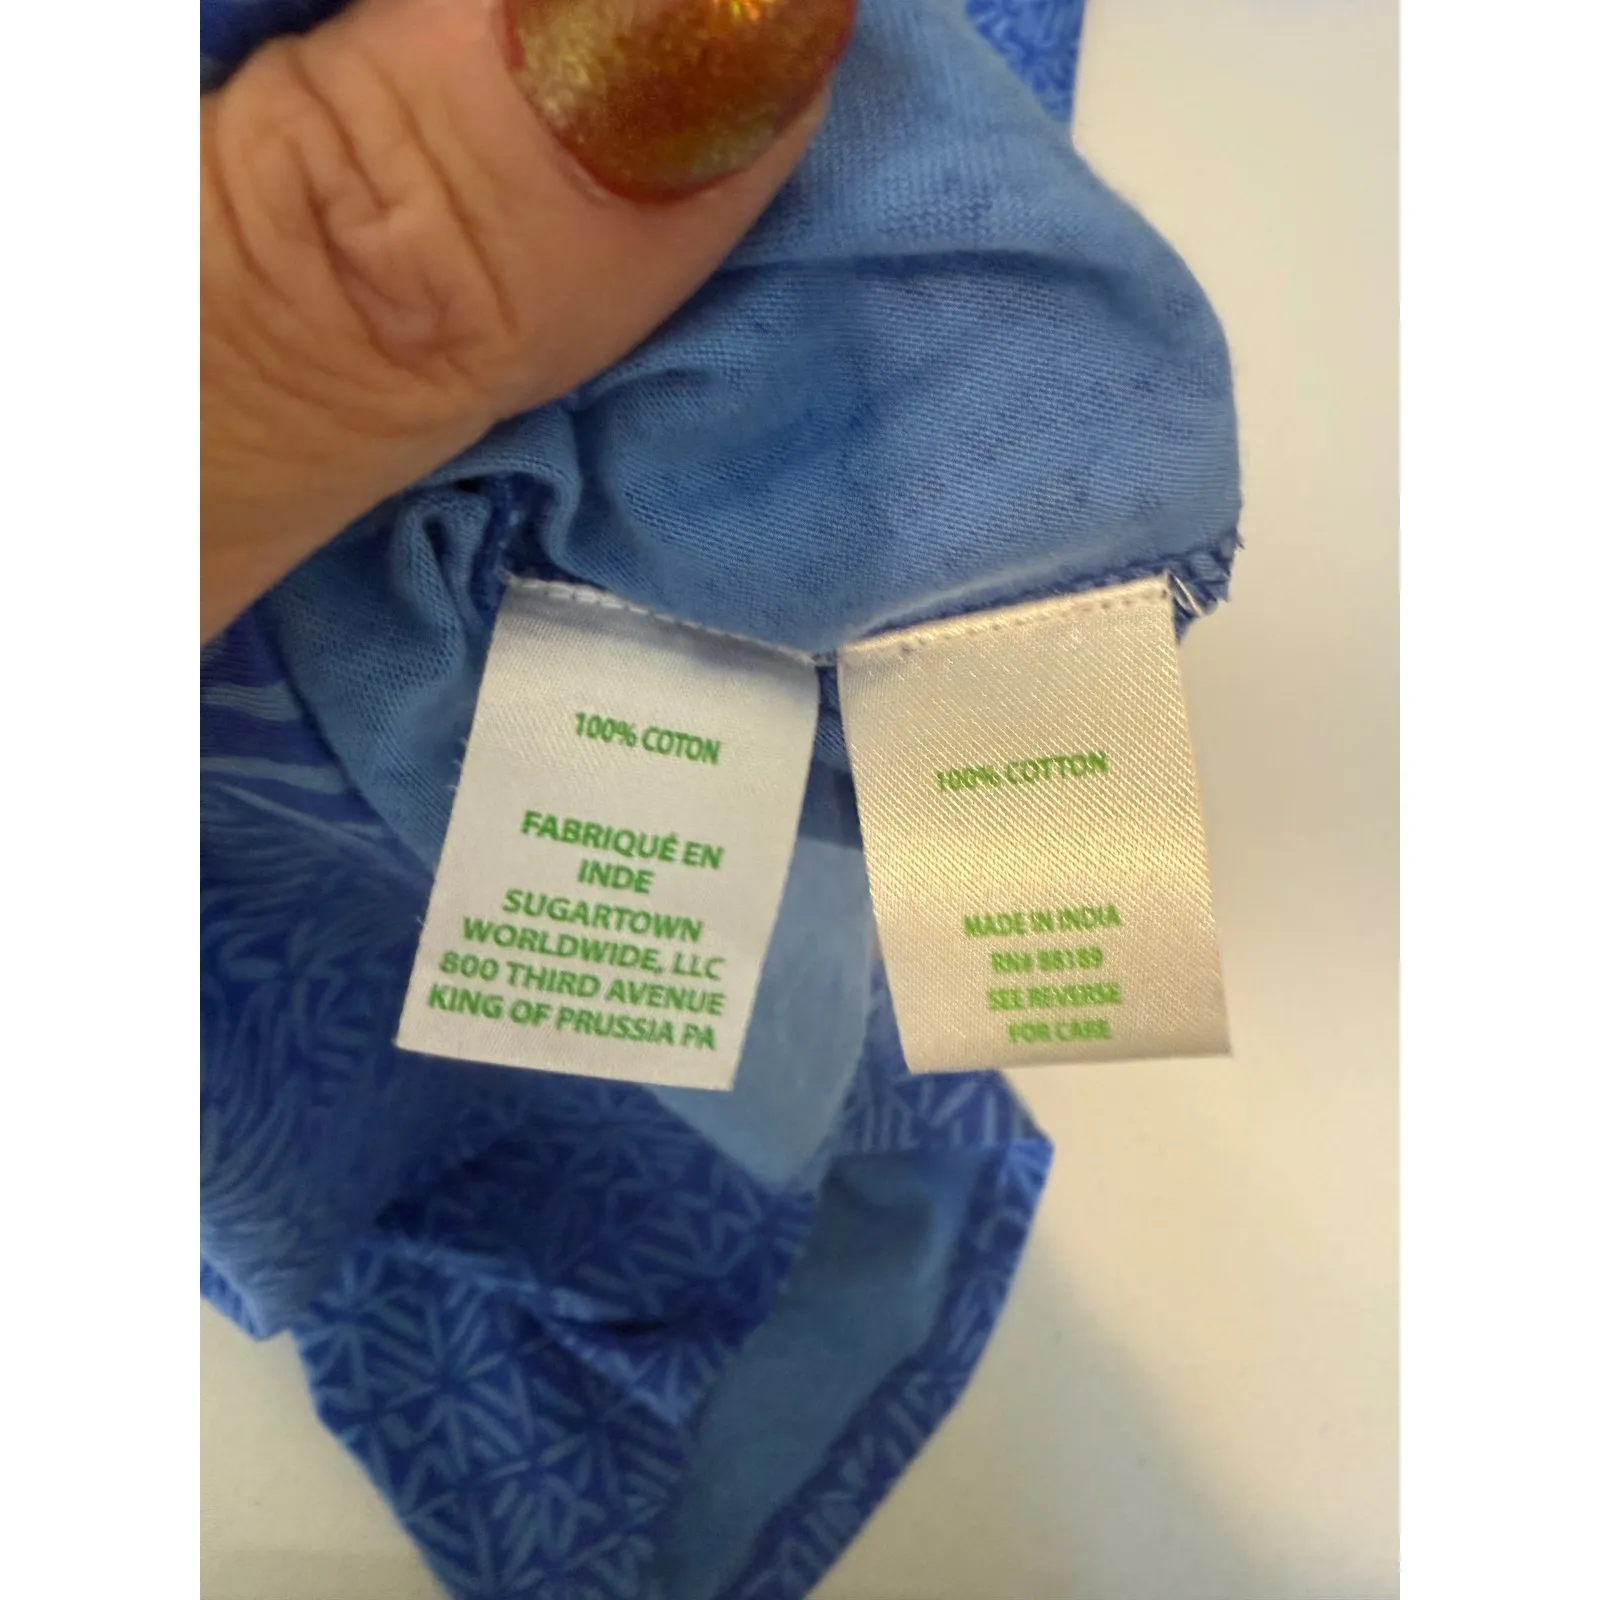 100% COTON
FABRIQUÉ EN
INDE
SUGARTOWN
WORLDWIDE, LLC
800 THIRD AVENUE
KING OF PRUSSIA PA
100% COTTON
MADE IN INDIA
RN# 88189
SEE REVERSE
FOR CARE